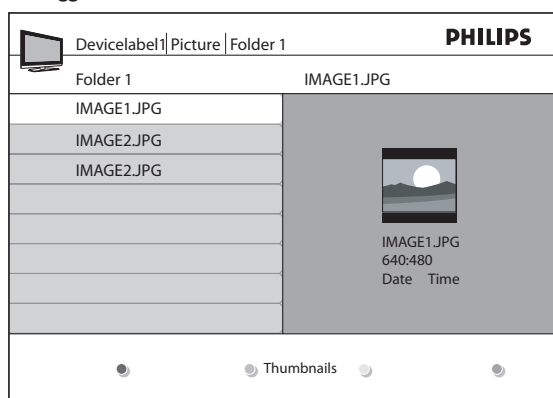 Devicelabel1 Picture Folder 1 PHILIPS
Folder 1 IMAGE1.JPG
IMAGE1.JPG
IMAGE2.JPG
IMAGE2.JPG
IMAGE1.JPG
640:480
Date Time
Thumbnails